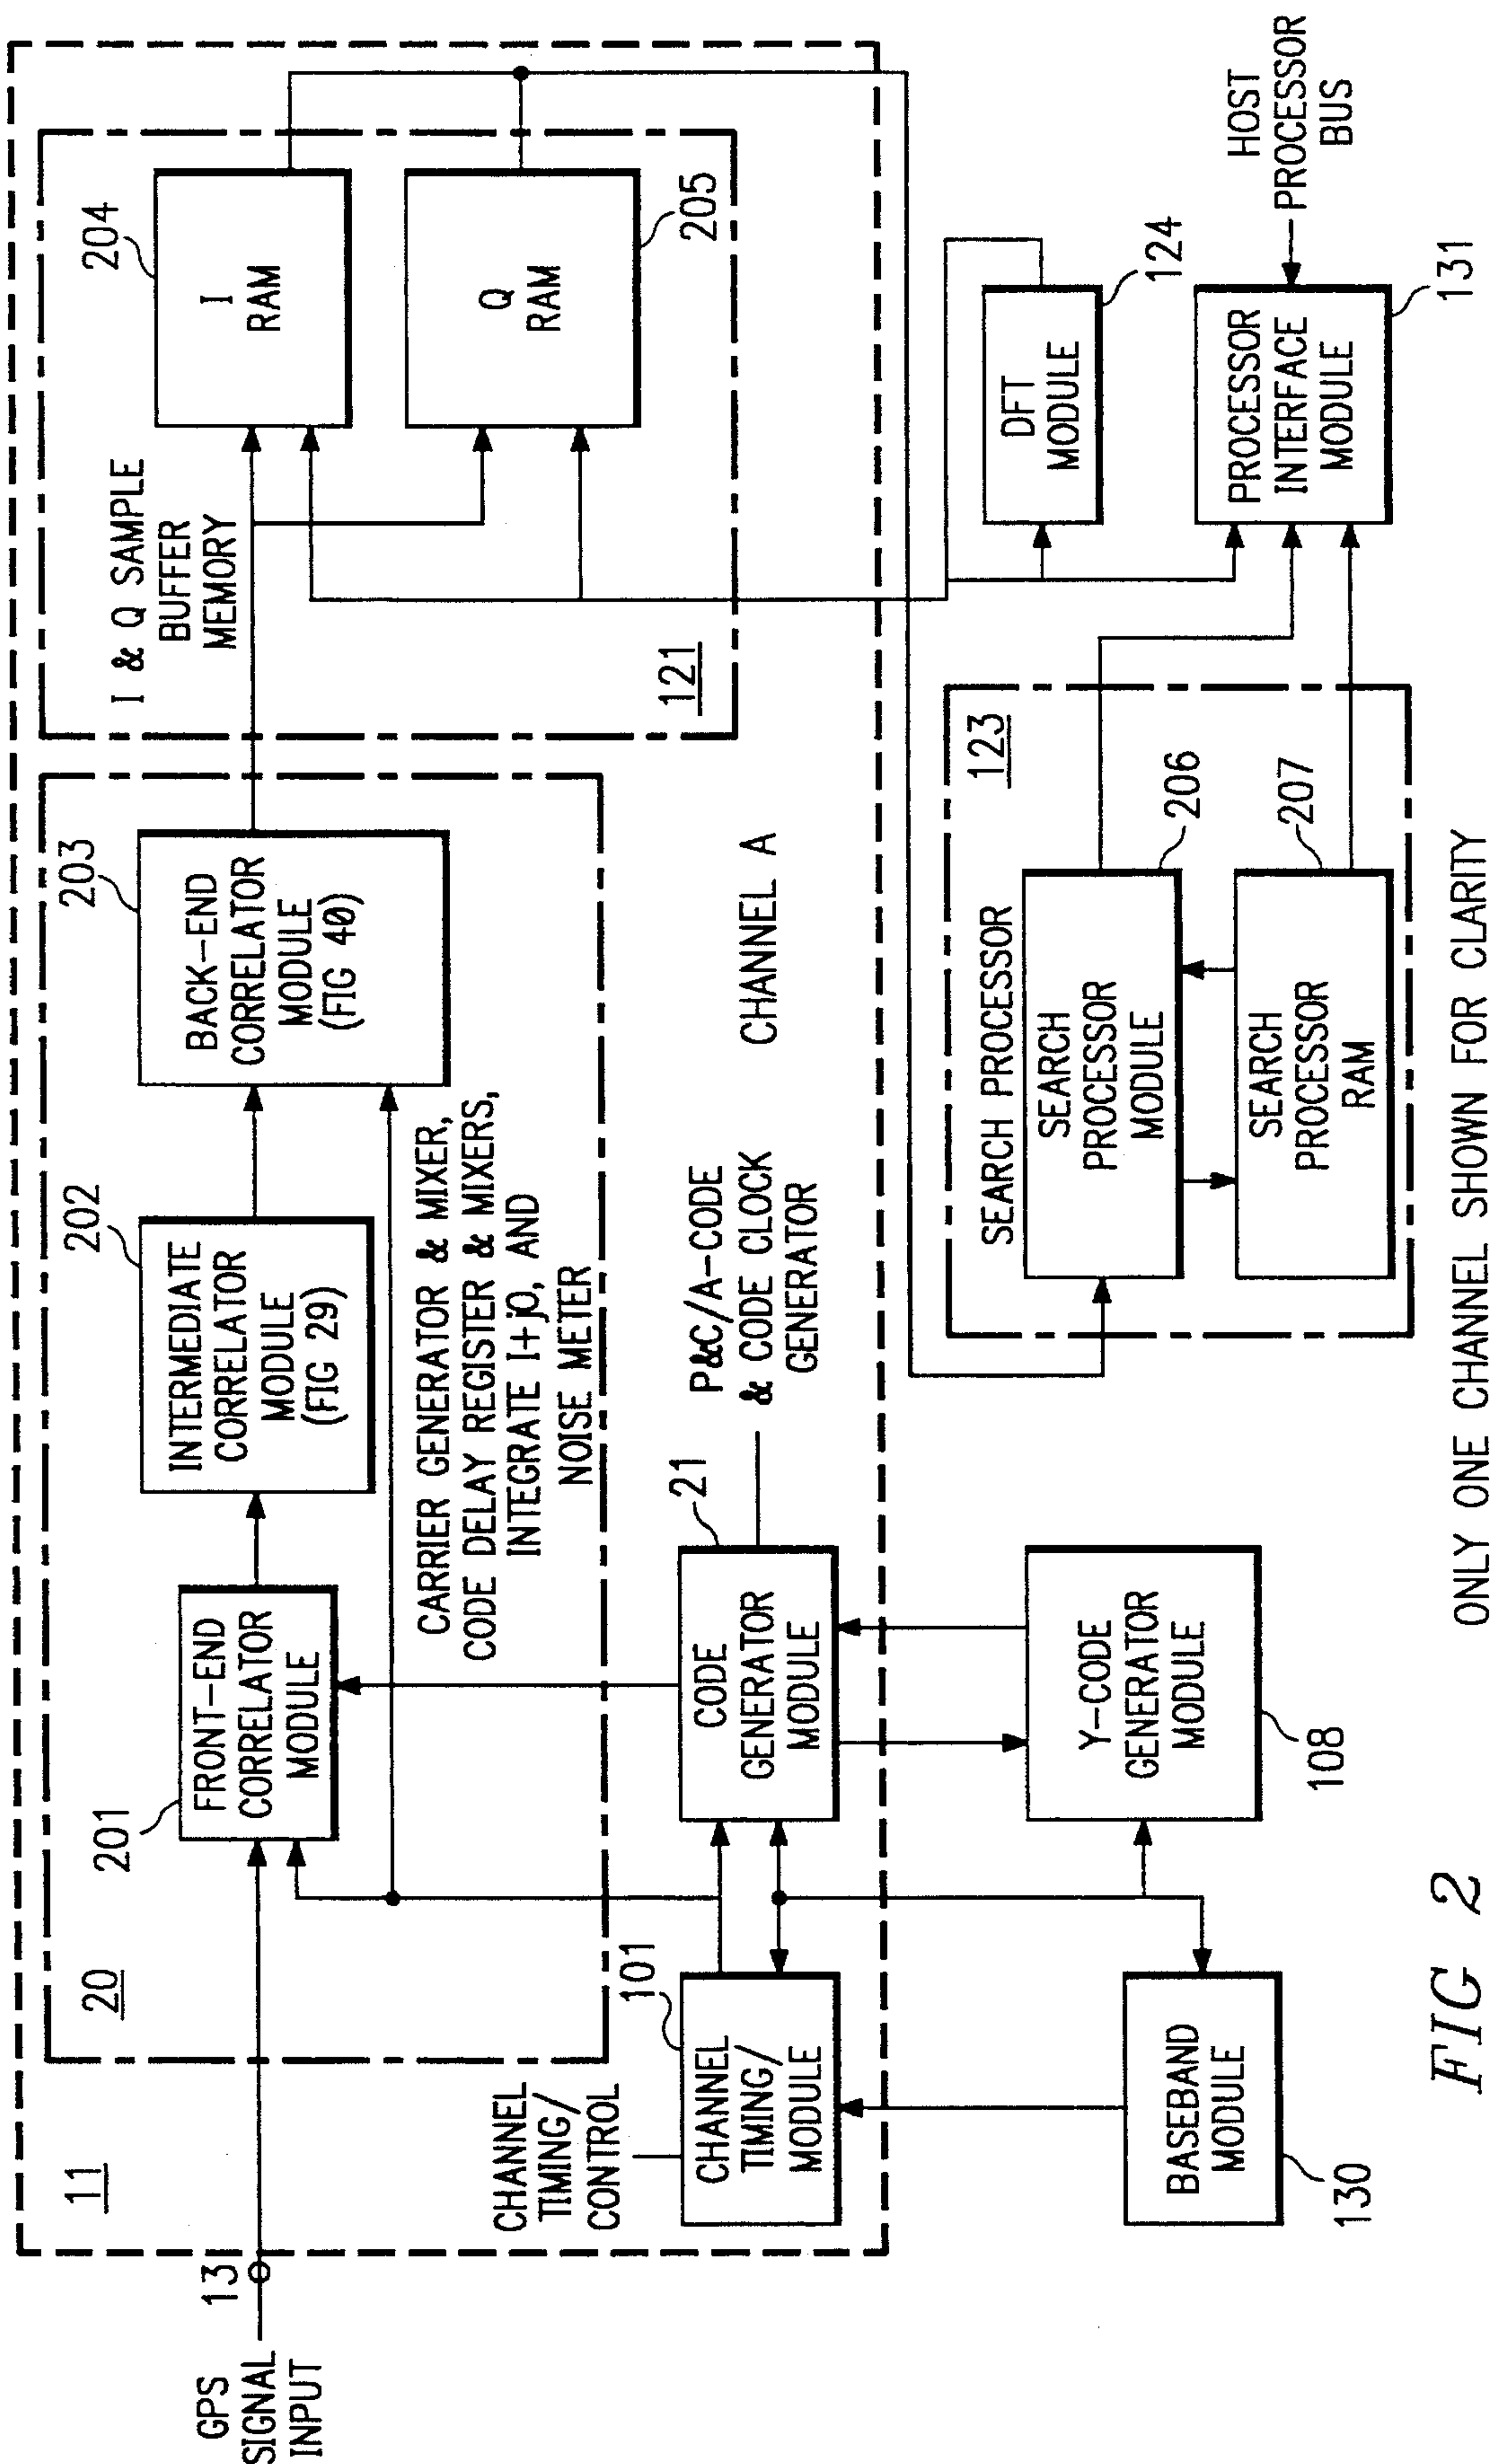 GPS
SIGNAL
INPUT
13
11
20
201
FRONT-END
CORRELATOR
MODULE
202
INTERMEDIATE
CORRELATOR
MODULE
(FIG 29)
203
BACK-END
CORRELATOR
MODULE
(FIG 40)
CARRIER GENERATOR & MIXER,
CODE DELAY REGISTER & MIXERS,
INTEGRATE I+jQ, AND
NOISE METER
I & Q SAMPLE
BUFFER
MEMORY
121
204
I
RAM
Q
RAM
205
CHANNEL
TIMING/
CONTROL
101
CHANNEL
TIMING/
MODULE
21
CODE
GENERATOR
MODULE
P&C/A-CODE
& CODE CLOCK
GENERATOR
CHANNEL A
BASEBAND
MODULE
130
Y-CODE
GENERATOR
MODULE
108
SEARCH PROCESSOR
123
SEARCH
PROCESSOR
MODULE
206
SEARCH
PROCESSOR
RAM
207
DFT
MODULE
124
PROCESSOR
INTERFACE
MODULE
131
HOST
PROCESSOR
BUS
ONLY ONE CHANNEL SHOWN FOR CLARITY
FIG 2